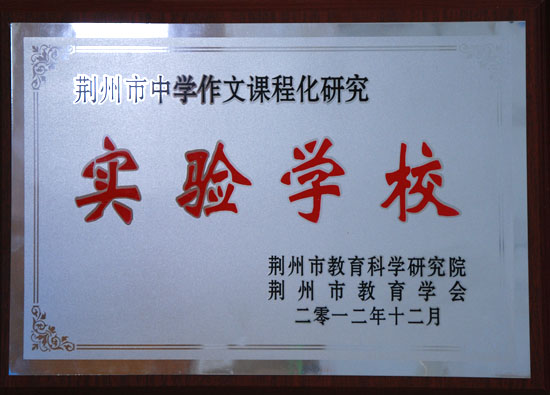 荆州市中学作文课程化研究
实验学校
荆州市教育科学研究院
荆州市教育学会
二零一二年十二月